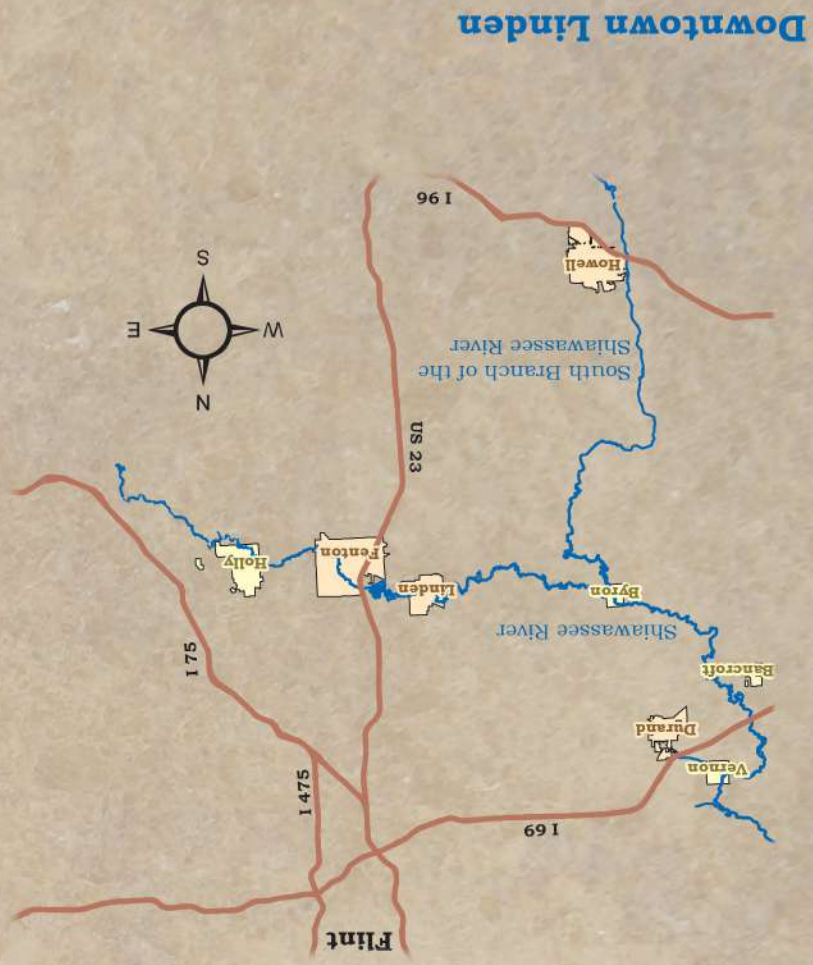 Flint
I 69
I 475
Vernon
Durand
Bancroft
I 75
Shiawassee River
Byron
Linden
Fenton
Holly
US 23
N
South Branch of the
Shiawassee River
W
E
S
Howell
I 96
Downtown Linden